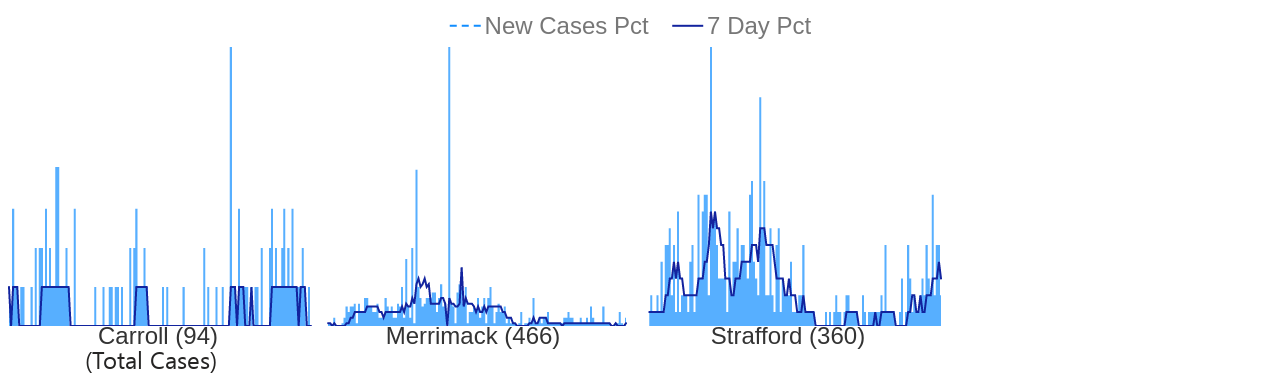 New Cases Pct 7 Day Pct
Carroll (94) Merrimack (466) Strafford (360)
(Total Cases)